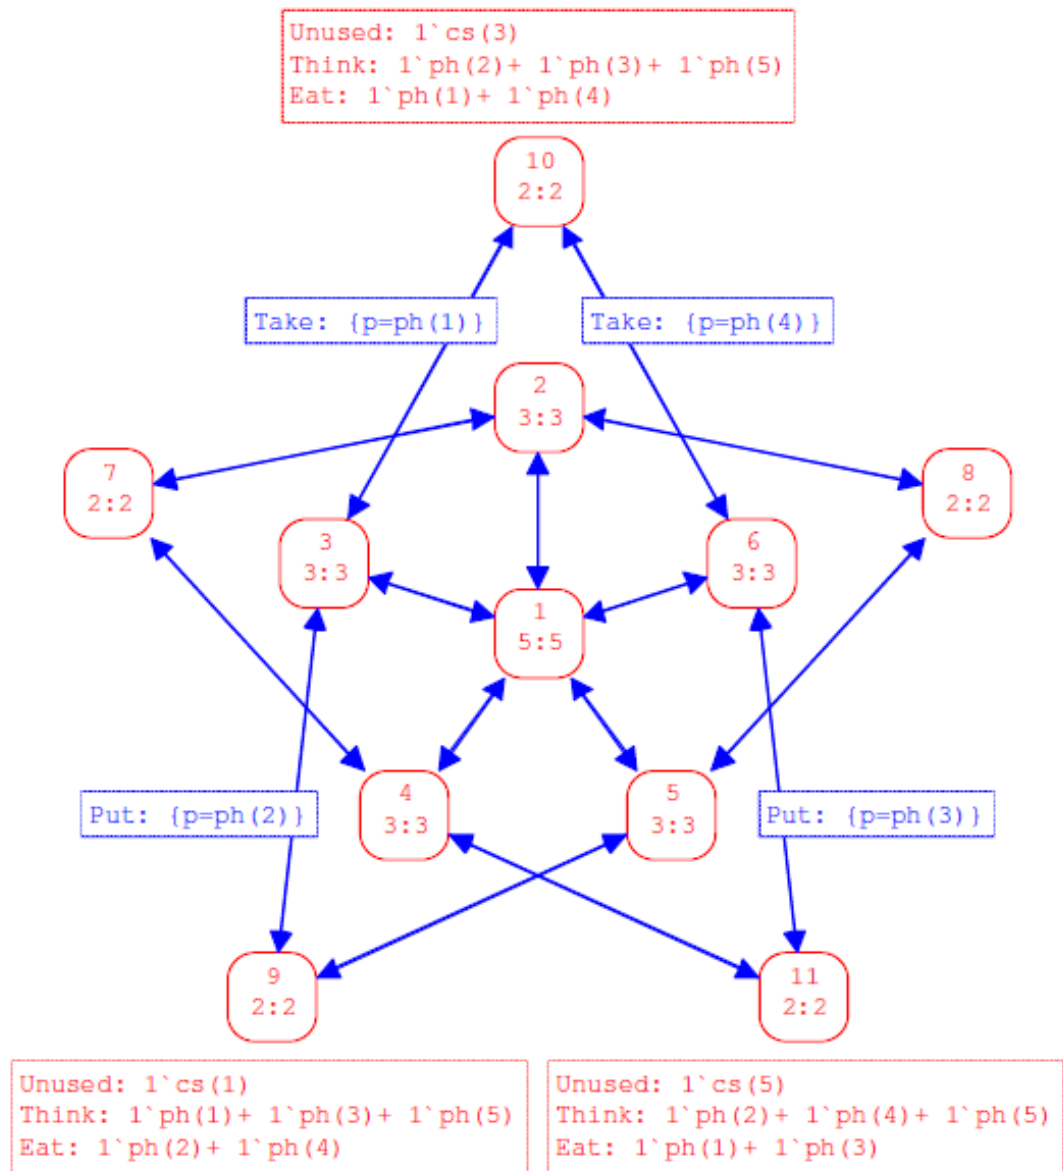 Unused: 1`cs(3)
Think: 1`ph(2)+ 1`ph(3)+ 1`ph(5)
Eat: 1`ph(1)+ 1`ph(4)
10
2:2
Take: {p=ph(1)}
Take: {p=ph(4)}
2
3:3
7
2:2
8
2:2
3
3:3
6
3:3
1
5:5
4
3:3
5
3:3
Put: {p=ph(2)}
Put: {p=ph(3)}
9
2:2
11
2:2
Unused: 1`cs(1)
Think: 1`ph(1)+ 1`ph(3)+ 1`ph(5)
Eat: 1`ph(2)+ 1`ph(4)
Unused: 1`cs(5)
Think: 1`ph(2)+ 1`ph(4)+ 1`ph(5)
Eat: 1`ph(1)+ 1`ph(3)